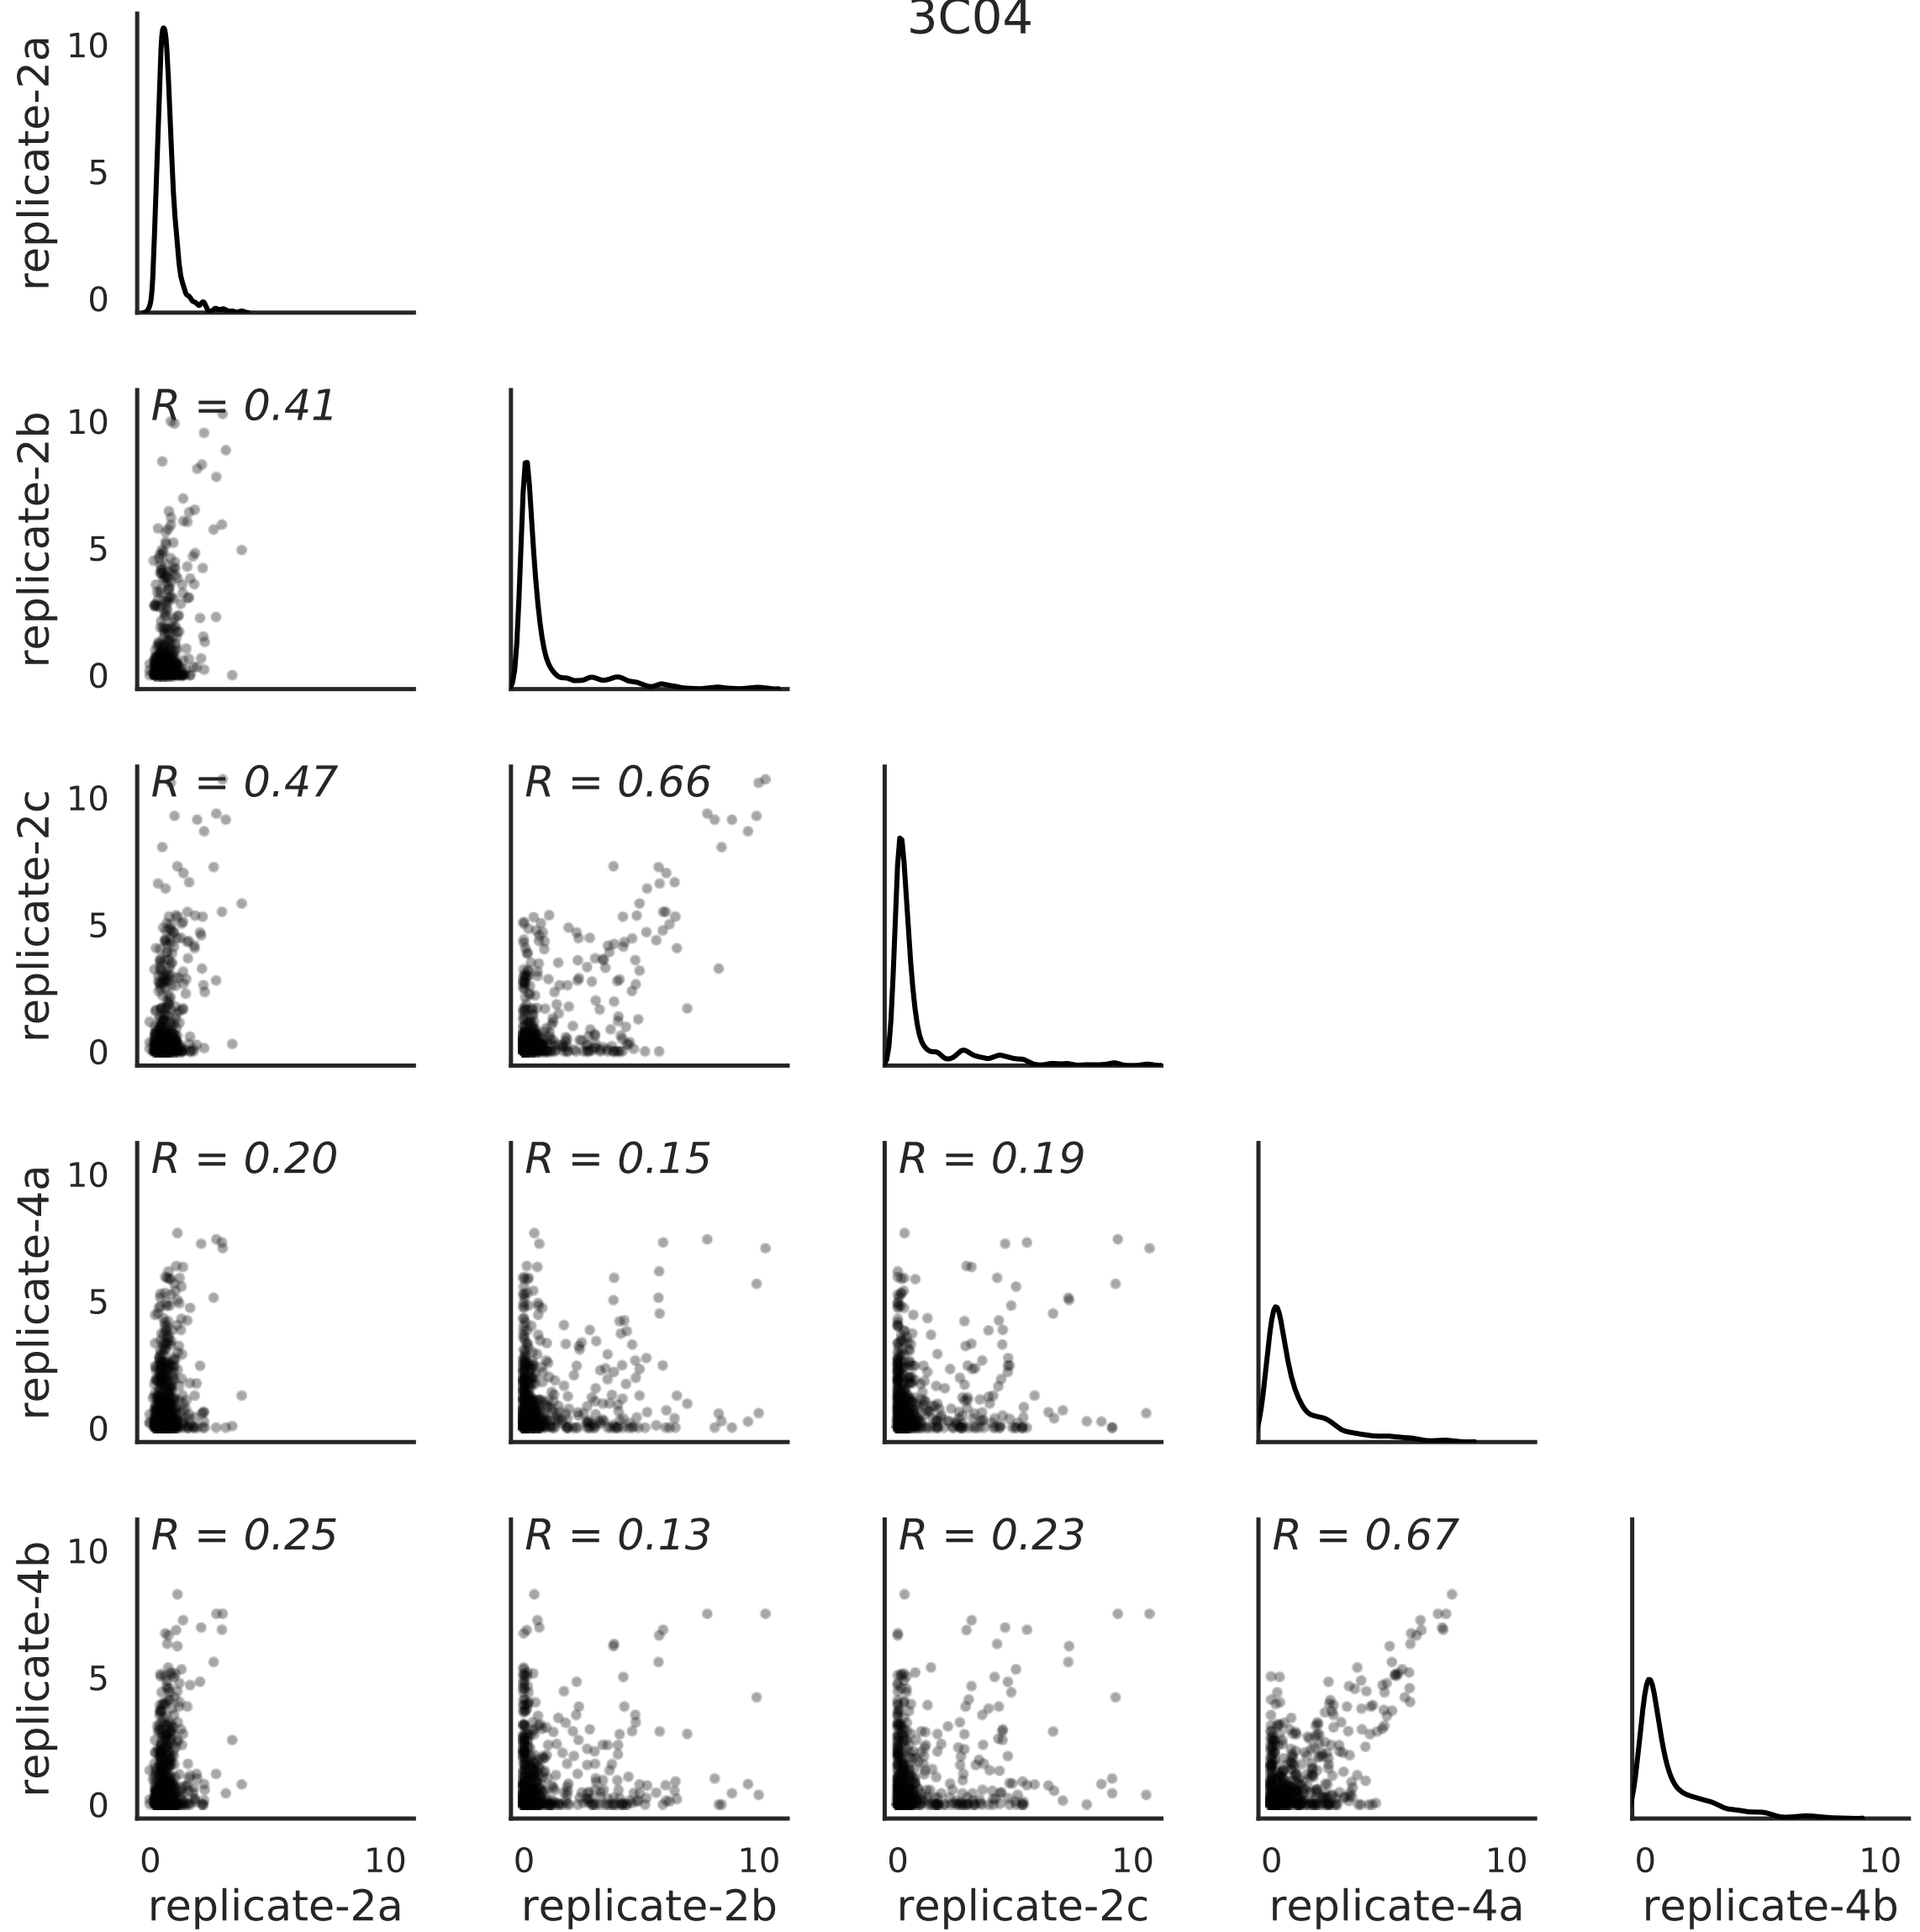 3C04
replicate-2a
10
5
0
replicate-2b
10
5
0
R = 0.41
replicate-2c
10
5
0
R = 0.47
R = 0.66
replicate-4a
10
5
0
R = 0.20
R = 0.15
R = 0.19
replicate-4b
10
5
0
R = 0.25
R = 0.13
R = 0.23
R = 0.67
0 10
0 10
0 10
0 10
0 10
replicate-2a
replicate-2b
replicate-2c
replicate-4a
replicate-4b